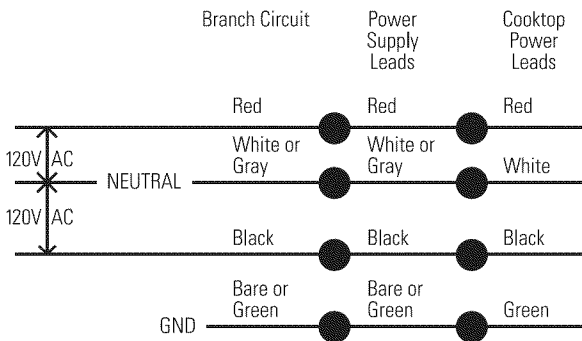 Branch Circuit Power Supply Leads Cooktop Power Leads
Red Red Red
120V AC
White or Gray White or Gray White
NEUTRAL
120V AC
Black Black Black
Bare or Green Bare or Green Green
GND